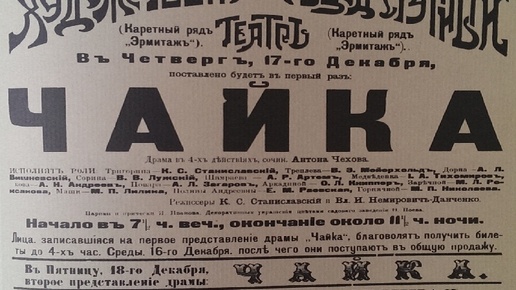 ХУДОЖЕСТВЕННО-ОБЩЕДОСТУПНЫЙ
ТЕАТРЪ
(Каретный рядъ „Эрмитажъ“).
(Каретный рядъ „Эрмитажъ“).
Въ Четвергъ, 17-го Декабря,
поставлено будетъ въ первый разъ:
ЧАЙКА
Драма въ 4-хъ дѣйствіяхъ, сочин. Антона Чехова.
ИСПОЛНЯТЪ РОЛИ Тригорина— К. С. Станиславскій, Треплева— В. Э. Мейерхольдъ, Дорна— А. Л.
Вишневскій, Сорина— В. В. Лужскій, Шамраева— А. Р. Артемъ, Медвѣденка— А. Тихомировъ,
А. И. Андреевъ, А. Л. Загаровъ, Аркадиной— О. Л. Книпперъ, Заречной— М. Л. Ро-
ксанова, Маши— М. П. Лилина, Полины Андреевны— Е. М. Раевская, М. П. Николаева.
Режиссеры К. С. Станиславскій и Вл. И. Немировичъ-Данченко.
Начало въ 7½ ч. веч., окончаніе около 11½ ч. ночи.
Лица, записавшіяся на первое представленіе драмы „Чайка“, благоволятъ получить биле-
ты до 4-хъ час. Среды, 16-го Декабря, послѣ чего они поступаютъ въ общую продажу.
Въ Пятницу, 18-го Декабря,
второе представленіе драмы:
ЧАЙКА.